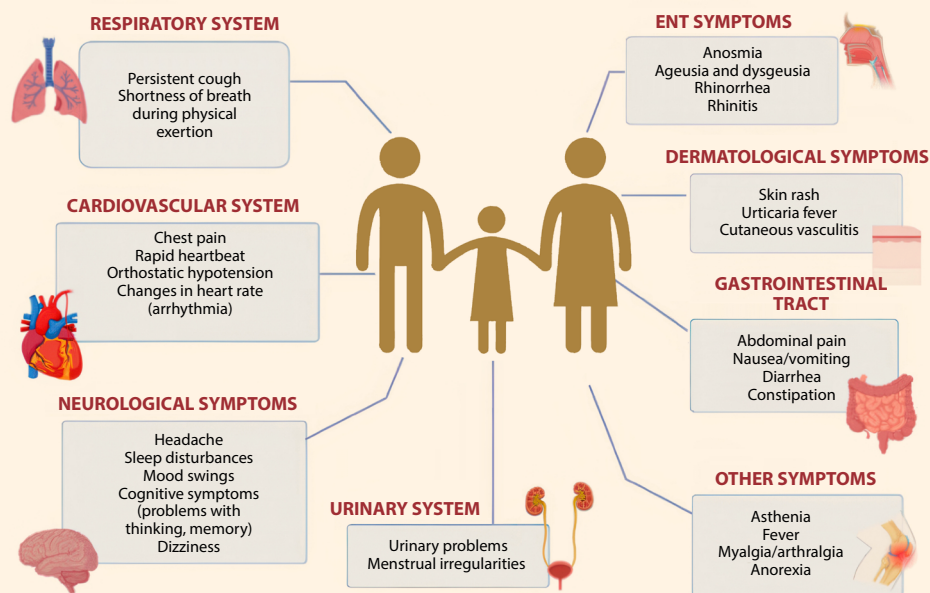 RESPIRATORY SYSTEM
Persistent cough
Shortness of breath
during physical
exertion
CARDIOVASCULAR SYSTEM
Chest pain
Rapid heartbeat
Orthostatic hypotension
Changes in heart rate
(arrhythmia)
NEUROLOGICAL SYMPTOMS
Headache
Sleep disturbances
Mood swings
Cognitive symptoms
(problems with
thinking, memory)
Dizziness
URINARY SYSTEM
Urinary problems
Menstrual irregularities
ENT SYMPTOMS
Anosmia
Ageusia and dysgeusia
Rhinorrhea
Rhinitis
DERMATOLOGICAL SYMPTOMS
Skin rash
Urticaria fever
Cutaneous vasculitis
GASTROINTESTINAL
TRACT
Abdominal pain
Nausea/vomiting
Diarrhea
Constipation
OTHER SYMPTOMS
Asthenia
Fever
Myalgia/arthralgia
Anorexia